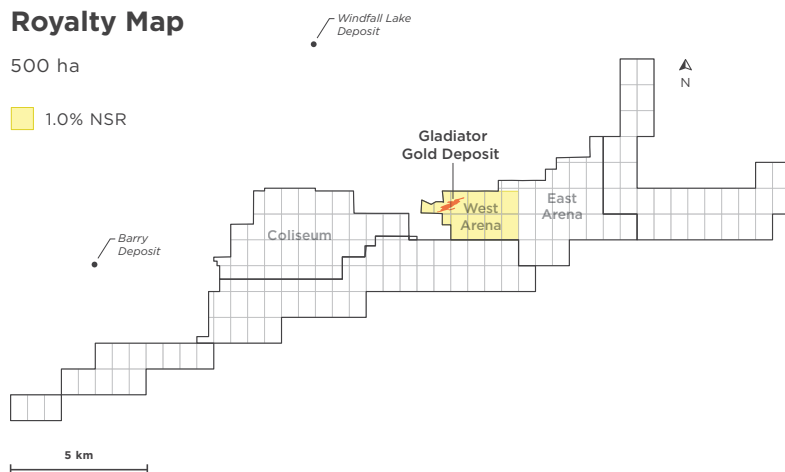 Royalty Map
500 ha
1.0% NSR
Windfall Lake
Deposit
N
Gladiator
Gold Deposit
West
Arena
East
Arena
Coliseum
Barry
Deposit
5 km